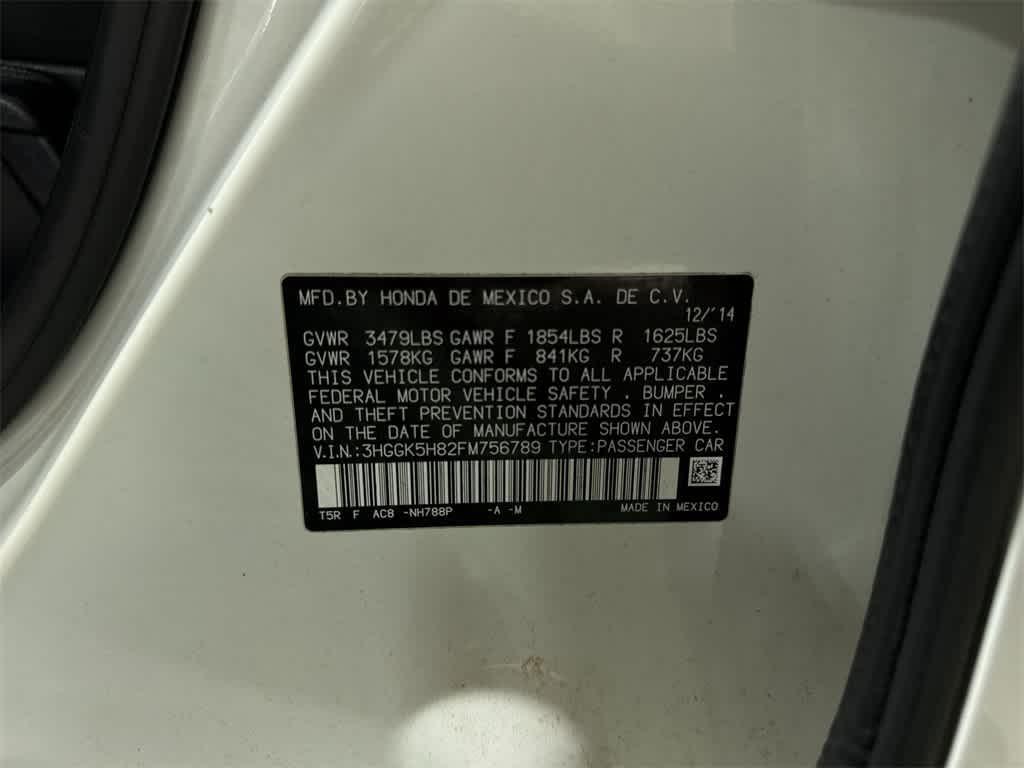 MFD.BY HONDA DE MEXICO S.A. DE C.V.
12/'14
GVWR 3479LBS GAWR F 1854LBS R 1625LBS
GVWR 1578KG GAWR F 841KG R 737KG
THIS VEHICLE CONFORMS TO ALL APPLICABLE
FEDERAL MOTOR VEHICLE SAFETY , BUMPER ,
AND THEFT PREVENTION STANDARDS IN EFFECT
ON THE DATE OF MANUFACTURE SHOWN ABOVE.
V.I.N.:3HGGK5H82FM756789 TYPE:PASSENGER CAR
T5R F AC8 -NH788P -A -M MADE IN MEXICO